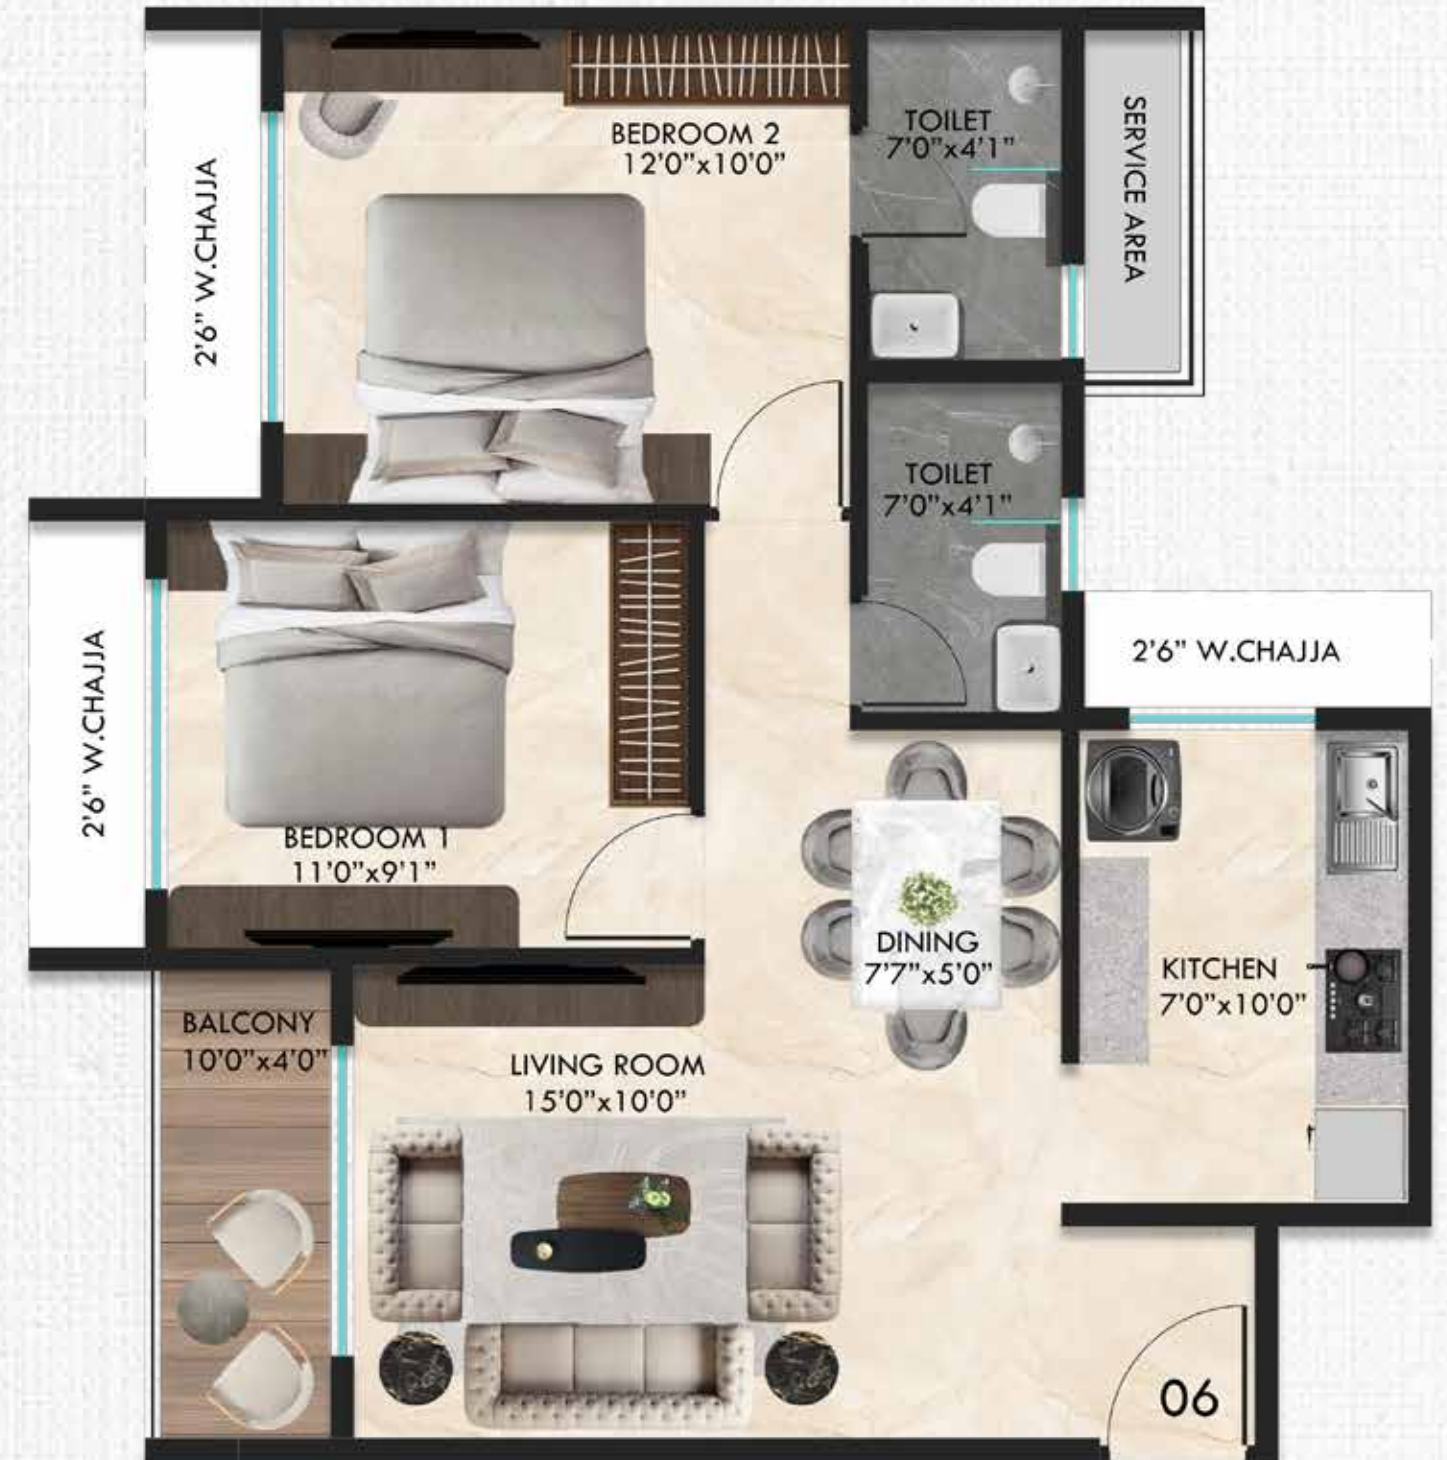 BEDROOM 2
12'0"x10'0"
TOILET
7'0"x4'1"
SERVICE AREA
2'6" W.CHAJJA
TOILET
7'0"x4'1"
2'6" W.CHAJJA
2'6" W.CHAJJA
BEDROOM 1
11'0"x9'1"
DINING
7'7"x5'0"
KITCHEN
7'0"x10'0"
BALCONY
10'0"x4'0"
LIVING ROOM
15'0"x10'0"
06